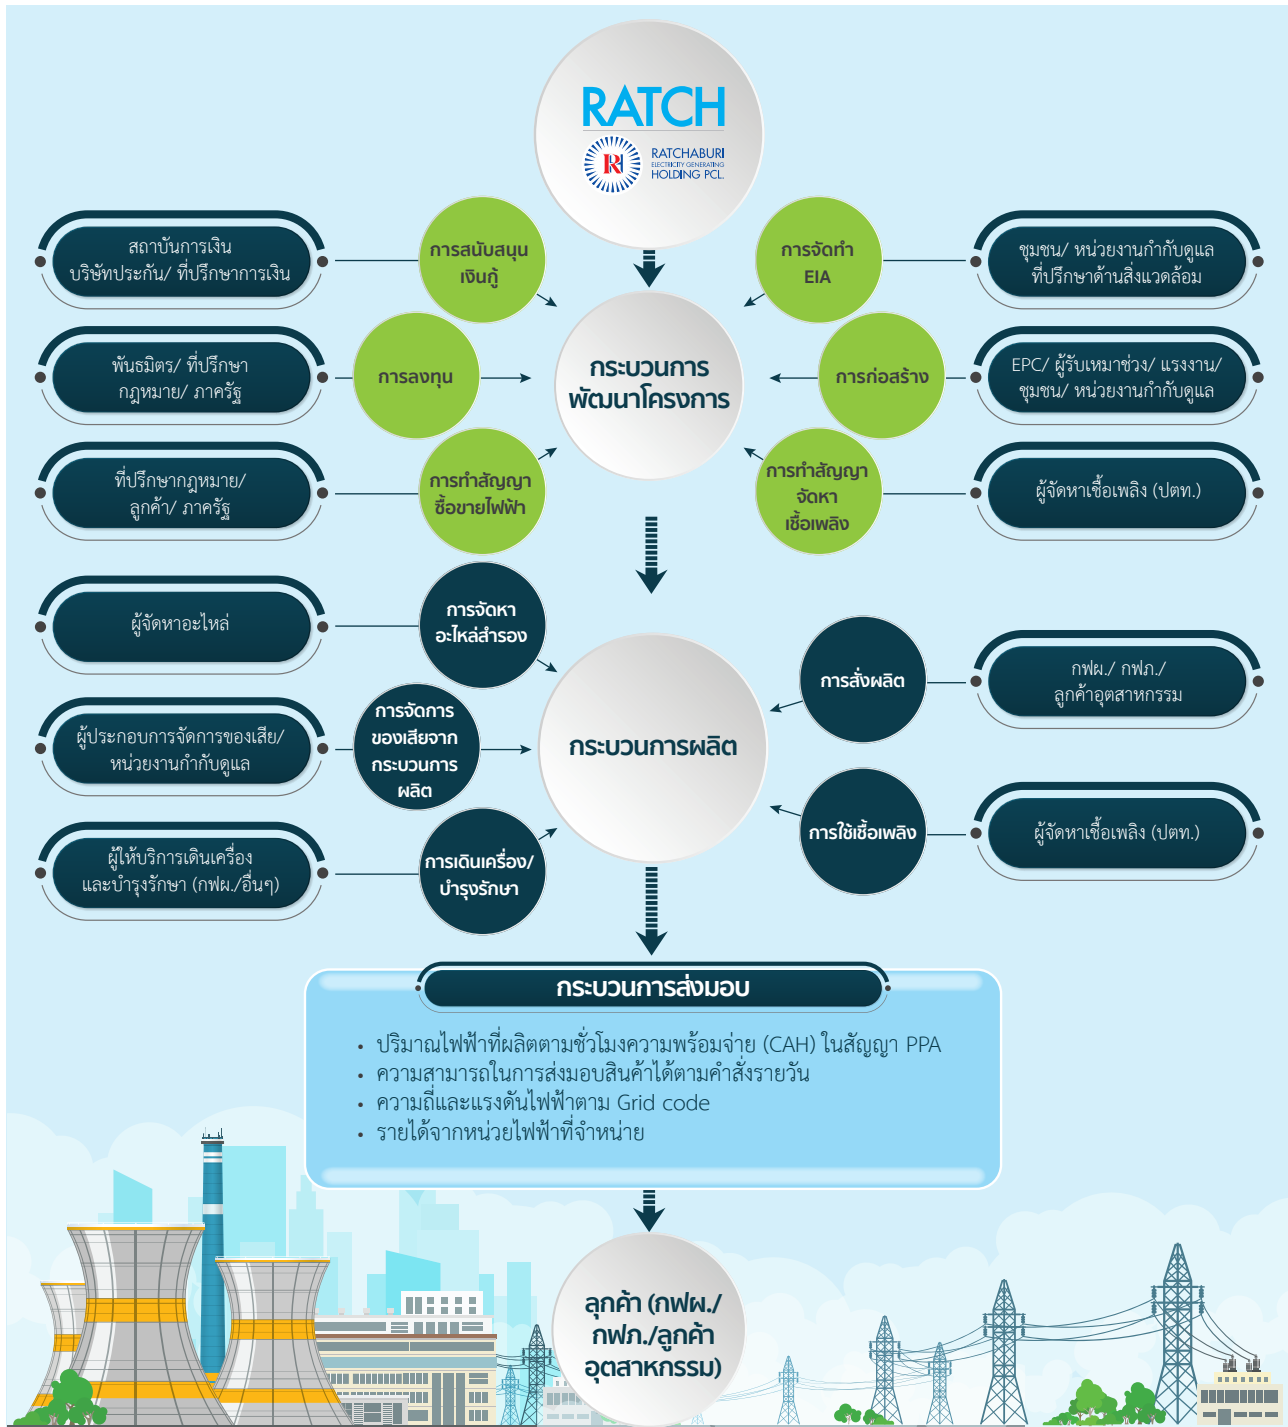 RATCH
RATCHABURI
ELECTRICITY GENERATING
HOLDING PCL.
สถาบันการเงิน
บริษัทประกัน/ ที่ปรึกษาการเงิน
การสนับสนุน
เงินกู้
การจัดทำ
EIA
ชุมชน/ หน่วยงานกำกับดูแล
ที่ปรึกษาด้านสิ่งแวดล้อม
พันธมิตร/ ที่ปรึกษา
กฎหมาย/ ภาครัฐ
การลงทุน
กระบวนการ
พัฒนาโครงการ
การก่อสร้าง
EPC/ ผู้รับเหมาช่วง/ แรงงาน/
ชุมชน/ หน่วยงานกำกับดูแล
ที่ปรึกษากฎหมาย/
ลูกค้า/ ภาครัฐ
การทำสัญญา
ซื้อขายไฟฟ้า
การทำสัญญา
จัดหา
เชื้อเพลิง
ผู้จัดหาเชื้อเพลิง (ปตท.)
ผู้จัดหาอะไหล่
การจัดหา
อะไหล่สำรอง
การสั่งผลิต
กฟผ./ กฟภ./
ลูกค้าอุตสาหกรรม
ผู้ประกอบการจัดการของเสีย/
หน่วยงานกำกับดูแล
การจัดการ
ของเสียจาก
กระบวนการ
ผลิต
กระบวนการผลิต
การใช้เชื้อเพลิง
ผู้จัดหาเชื้อเพลิง (ปตท.)
ผู้ให้บริการเดินเครื่อง
และบำรุงรักษา (กฟผ./อื่นๆ)
การเดินเครื่อง/
บำรุงรักษา
กระบวนการส่งมอบ
• ปริมาณไฟฟ้าที่ผลิตตามชั่วโมงความพร้อมจ่าย (CAH) ในสัญญา PPA
• ความสามารถในการส่งมอบสินค้าได้ตามคำสั่งรายวัน
• ความถี่และแรงดันไฟฟ้าตาม Grid code
• รายได้จากหน่วยไฟฟ้าที่จำหน่าย
ลุกค้า (กฟผ./
กฟภ./ลูกค้า
อุตสาหกรรม)